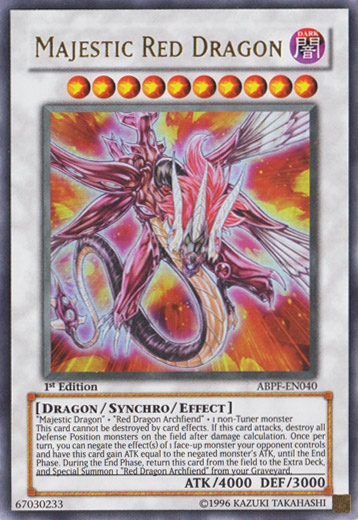 Majestic Red Dragon
DARK
闇
1st Edition
ABPF-EN040
[Dragon/Synchro/Effect]
"Majestic Dragon" + "Red Dragon Archfiend" + 1 non-Tuner monster
This card cannot be destroyed by card effects. If this card attacks, destroy all
Defense Position monsters on the field after damage calculation. Once per
turn, you can negate the effect(s) of 1 face-up monster your opponent controls
and have this card gain ATK equal to the negated monster's ATK, until the End
Phase. During the End Phase, return this card from the field to the Extra Deck,
and Special Summon 1 "Red Dragon Archfiend" from your Graveyard.
ATK/4000 DEF/3000
67030233
©1996 KAZUKI TAKAHASHI